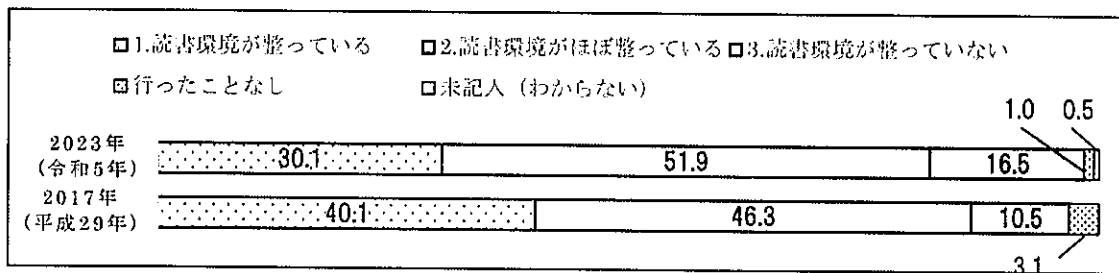 □1.読書環境が整っている □2.読書環境がほぼ整っている □3.読書環境が整っていない
行ったことなし □未記入（わからない）
1.0 0.5
2023年
(令和5年)
30.1 51.9 16.5
2017年
(平成29年)
40.1 46.3 10.5
3.1